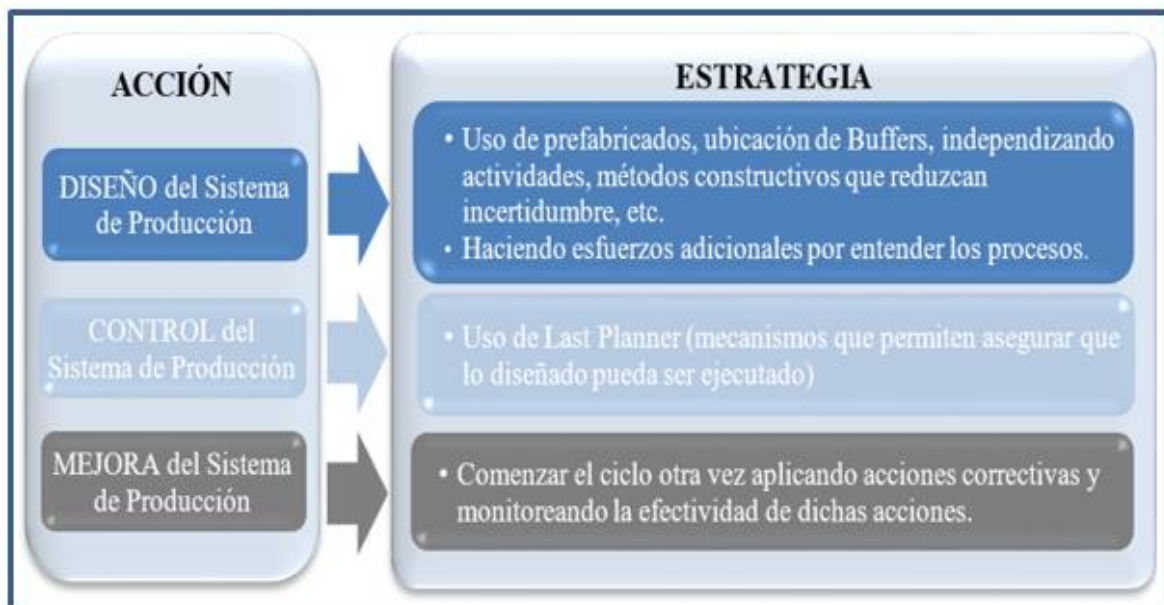 ACCIÓN
DISEÑO del Sistema
de Producción
CONTROL del
Sistema de Producción
MEJORA del Sistema
de Producción
ESTRATEGIA
• Uso de prefabricados, ubicación de Buffers, independizando
actividades, métodos constructivos que reduzcan
incertidumbre, etc.
• Haciendo esfuerzos adicionales por entender los procesos.
• Uso de Last Planner (mecanismos que permiten asegurar que
lo diseñado pueda ser ejecutado)
• Comenzar el ciclo otra vez aplicando acciones correctivas y
monitoreando la efectividad de dichas acciones.